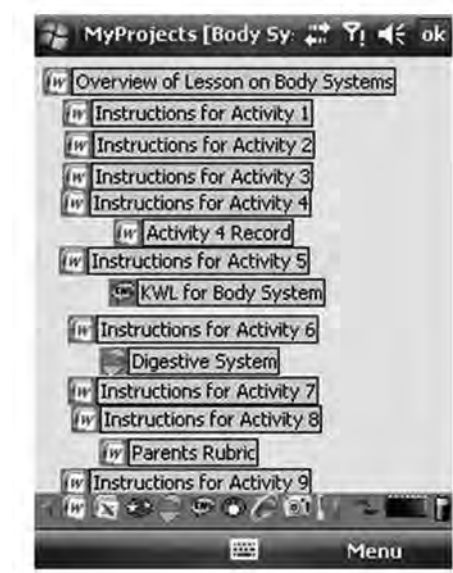 MyProjects [Body Sy: ok
Overview of Lesson on Body Systems
Instructions for Activity 1
Instructions for Activity 2
Instructions for Activity 3
Instructions for Activity 4
Activity 4 Record
Instructions for Activity 5
KWL for Body System
Instructions for Activity 6
Digestive System
Instructions for Activity 7
Instructions for Activity 8
Parents Rubric
Instructions for Activity 9
Menu